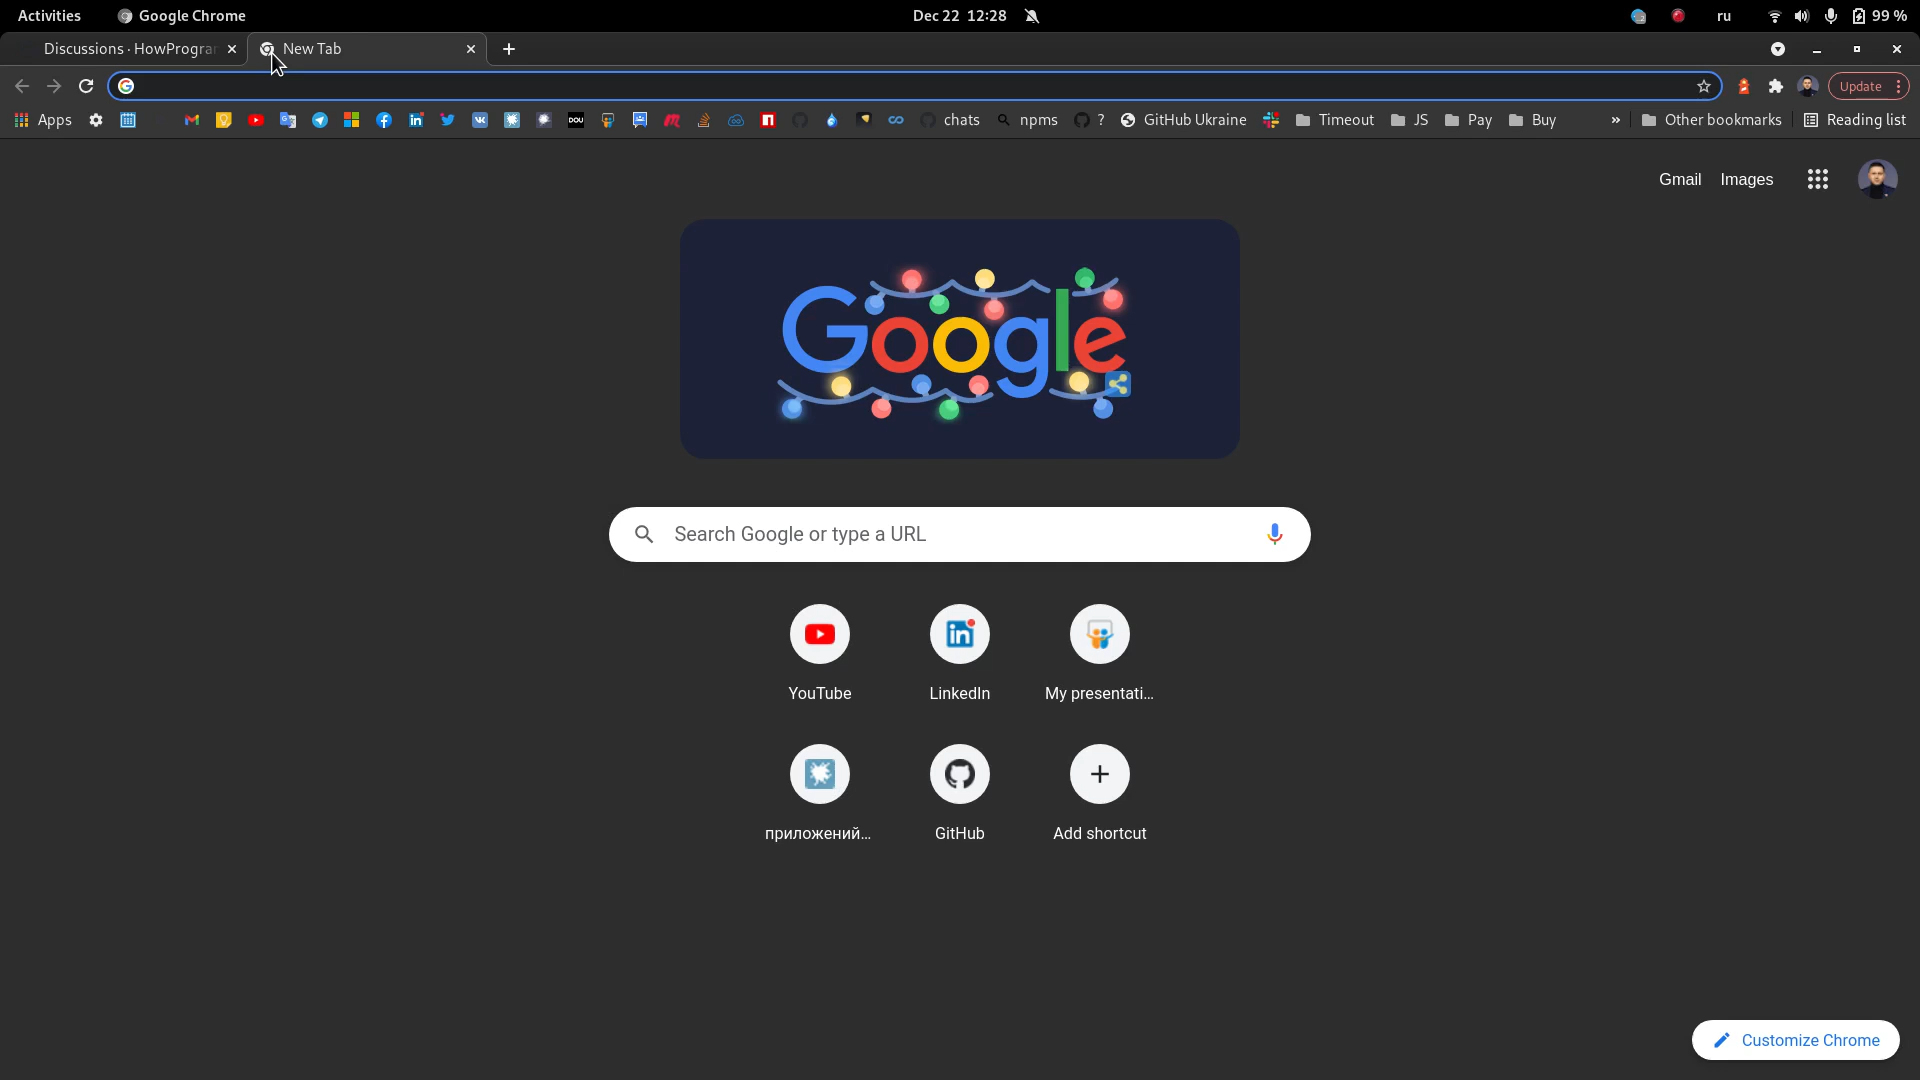 Activities Google Chrome Dec 22 12:28 ru 99 %
Discussions · HowProgra New Tab
Update
Apps DOU chats npms ? GitHub Ukraine Timeout JS Pay Buy » Other bookmarks Reading list
Gmail Images
Google
Search Google or type a URL
YouTube LinkedIn My presentati...
приложений... GitHub Add shortcut
Customize Chrome